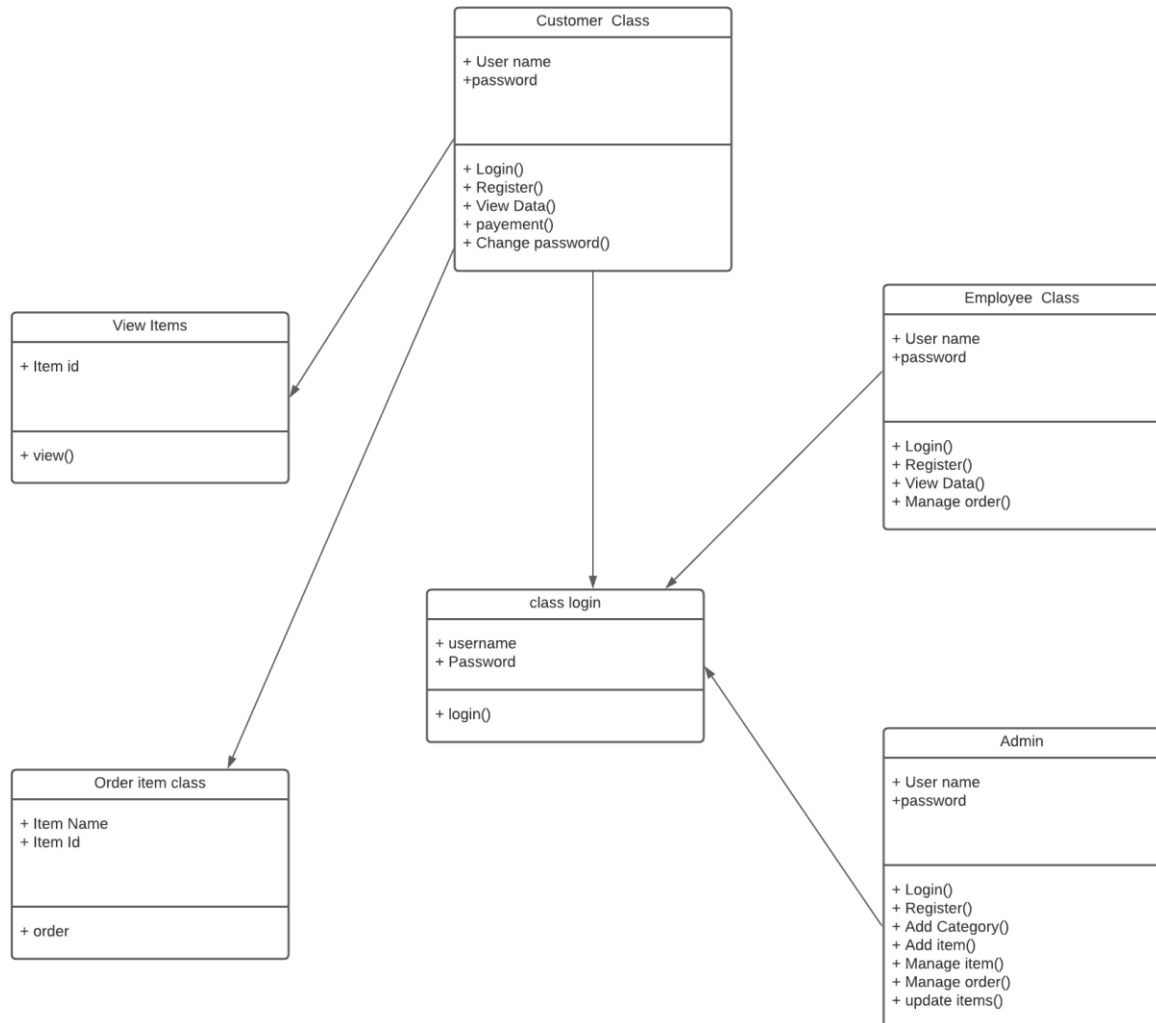 Customer Class
+ User name
+password
+ Login()
+ Register()
+ View Data()
+ payement()
+ Change password()
View Items
+ Item id
+ view()
Employee Class
+ User name
+password
+ Login()
+ Register()
+ View Data()
+ Manage order()
class login
+ username
+ Password
+ login()
Order item class
+ Item Name
+ Item Id
+ order
Admin
+ User name
+password
+ Login()
+ Register()
+ Add Category()
+ Add item()
+ Manage item()
+ Manage order()
+ update items()